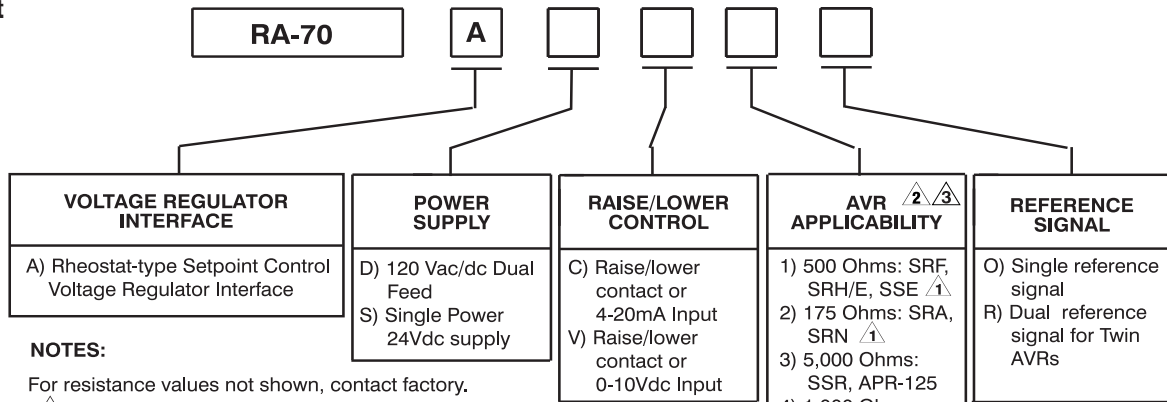 t
RA-70
A
VOLTAGE REGULATOR
INTERFACE
A) Rheostat-type Setpoint Control
Voltage Regulator Interface
POWER
SUPPLY
D) 120 Vac/dc Dual
Feed
S) Single Power
24Vdc supply
RAISE/LOWER
CONTROL
C) Raise/lower
contact or
4-20mA Input
V) Raise/lower
contact or
0-10Vdc Input
AVR 2 3
APPLICABILITY
1) 500 Ohms: SRF,
SRH/E, SSE 1
2) 175 Ohms: SRA,
SRN 1
3) 5,000 Ohms:
SSR, APR-125
REFERENCE
SIGNAL
O) Single reference
signal
R) Dual reference
signal for Twin
AVRs
NOTES:
For resistance values not shown, contact factory.